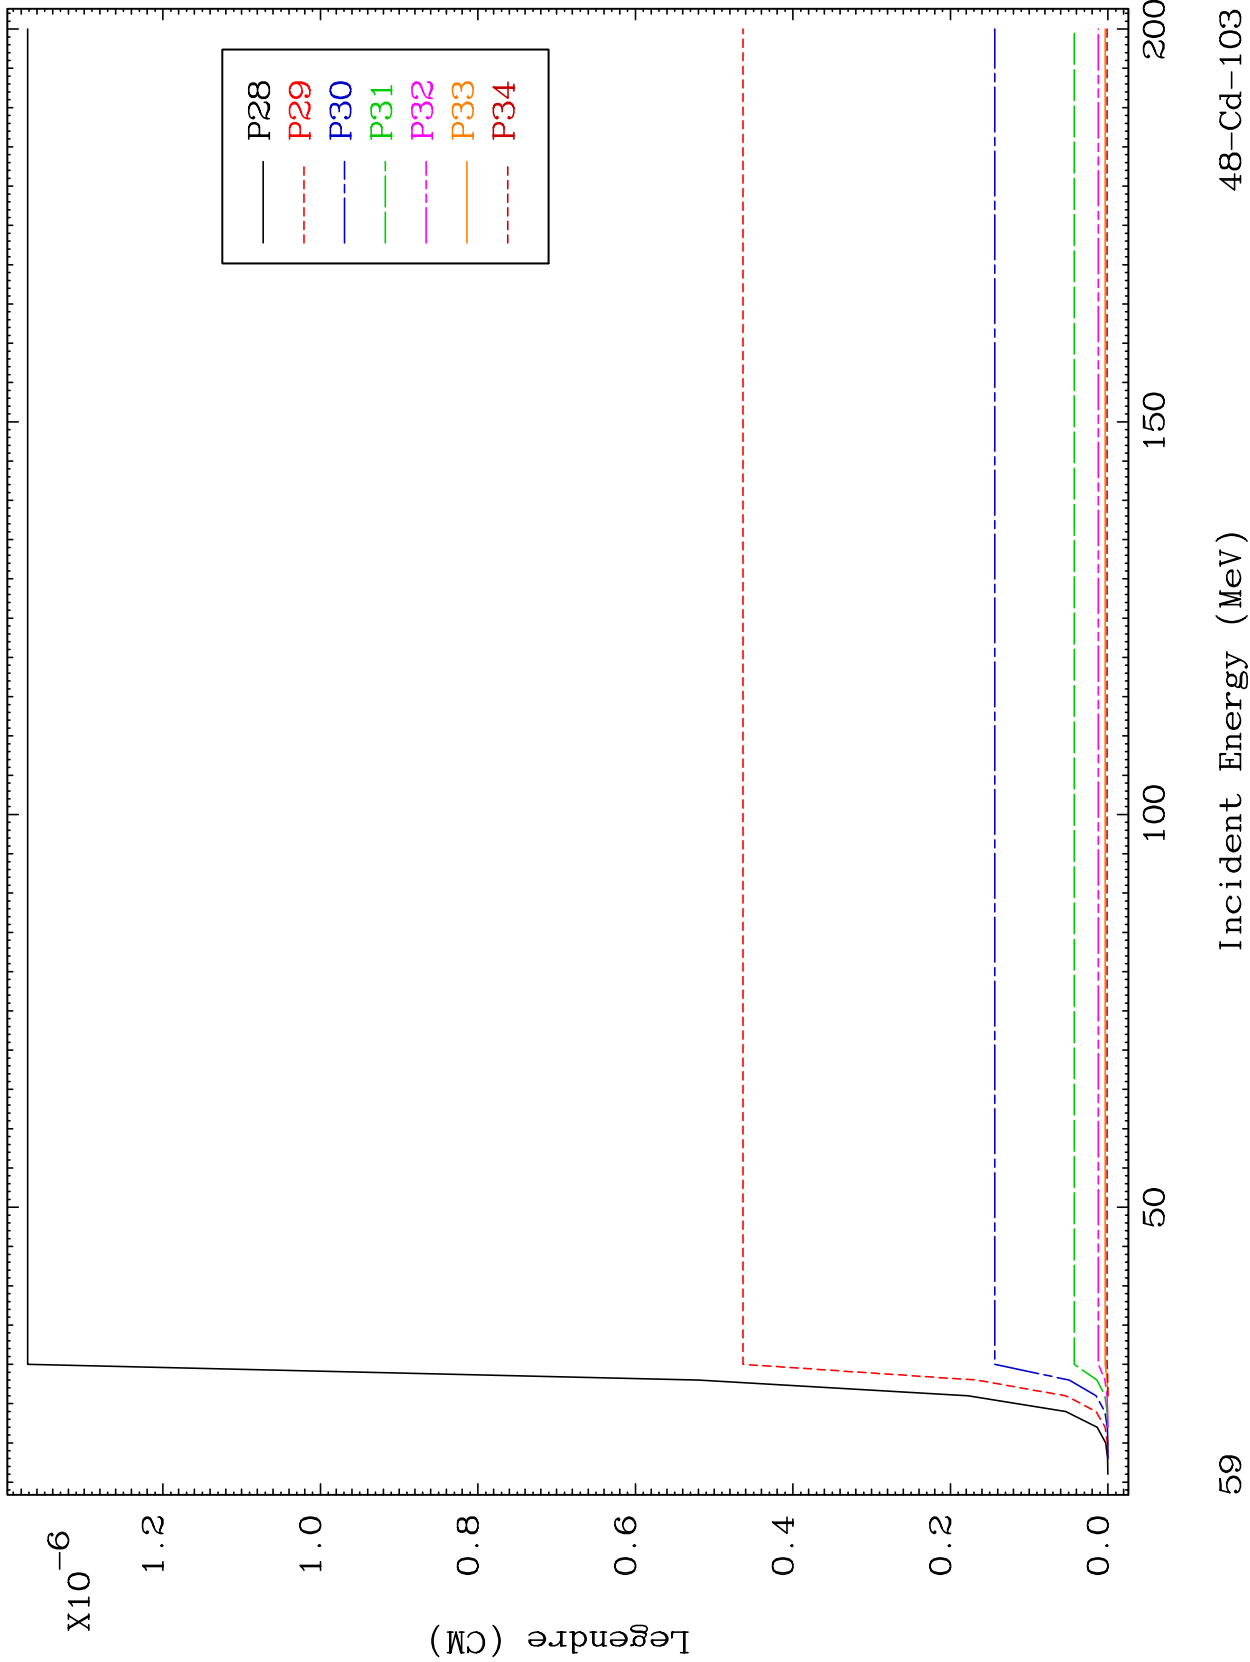 X10-6
1.2
1.0
0.8
0.6
0.4
0.2
0.0
Legendre (CM)
P28
P29
P30
P31
P32
P33
P34
50
100
150
200
Incident Energy (MeV)
59
48-Cd-103